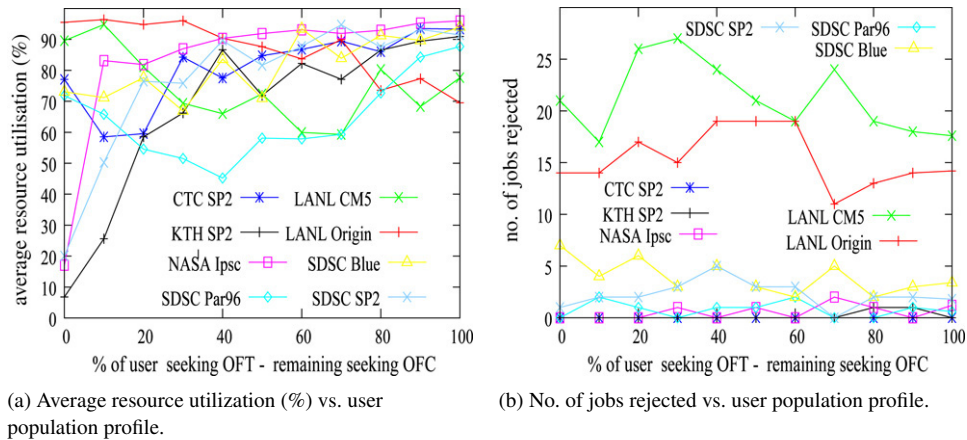 average resource utilisation (%)
90
80
70
60
50
40
30
20
10
0
CTC SP2
LANL CM5
KTH SP2
LANL Origin
NASA Ipsc
SDSC Blue
SDSC Par96
SDSC SP2
0 20 40 60 80 100
% of user seeking OFT - remaining seeking OFC
(a) Average resource utilization (%) vs. user
population profile.
no. of jobs rejected
25
20
15
10
5
0
SDSC SP2
SDSC Par96
SDSC Blue
CTC SP2
KTH SP2
NASA Ipsc
LANL CM5
LANL Origin
0 20 40 60 80 100
% of user seeking OFT - remaining seeking OFC
(b) No. of jobs rejected vs. user population profile.